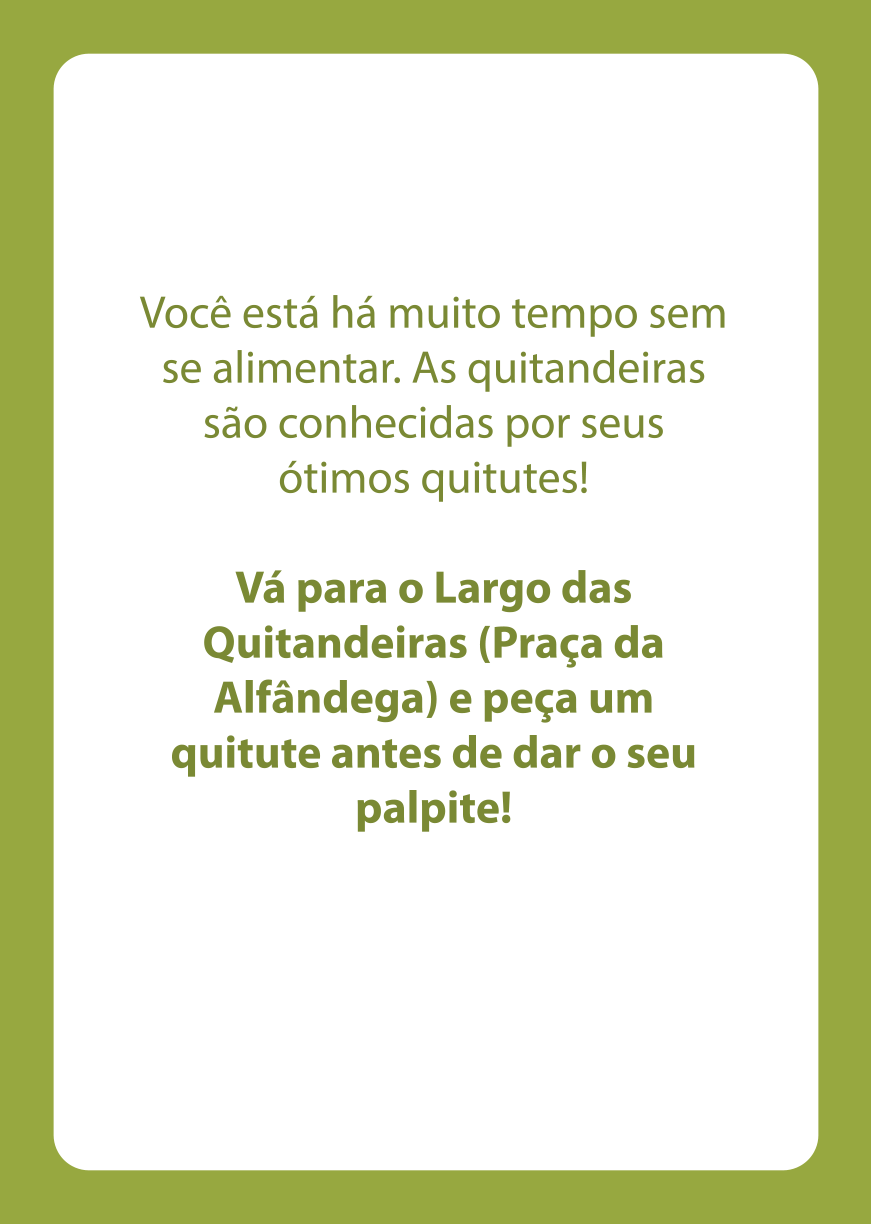 Você está há muito tempo sem
se alimentar. As quitandeiras
são conhecidas por seus
ótimos quitutes!
Vá para o Largo das
Quitandeiras (Praça da
Alfândega) e peça um
quitute antes de dar o seu
palpite!